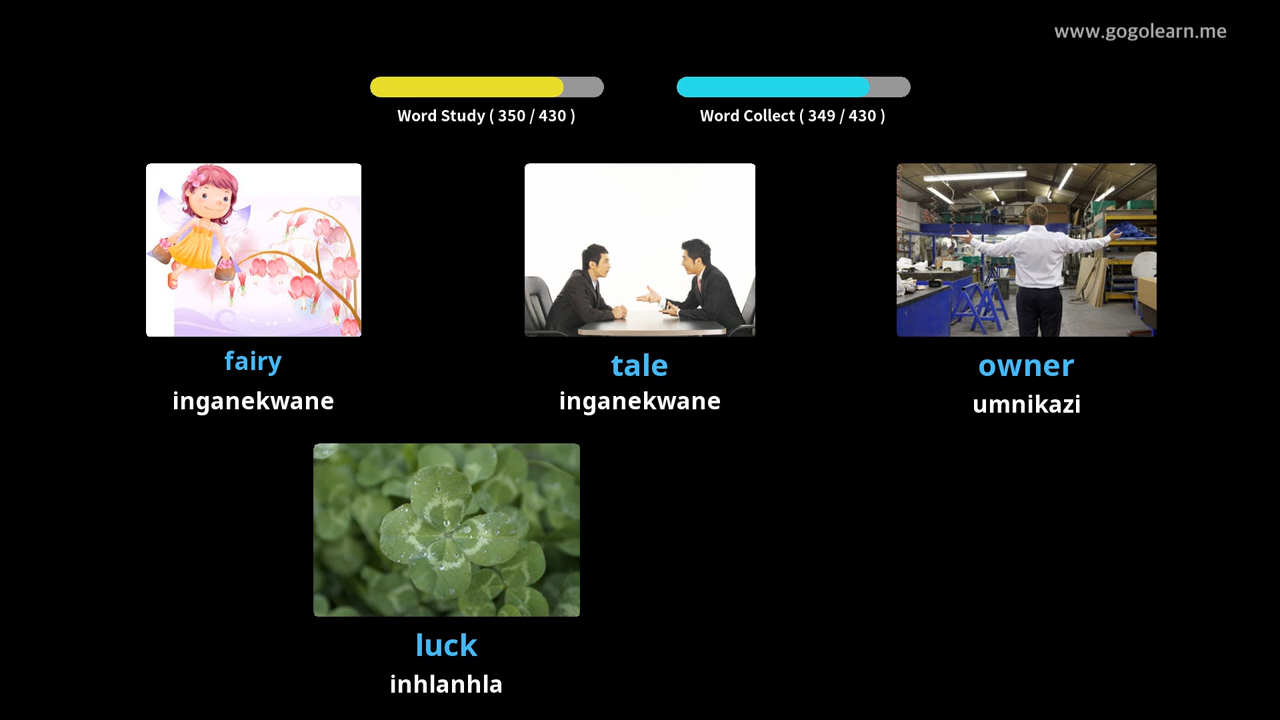 www.gogolearn.me
Word Study ( 350 / 430 )
Word Collect ( 349 / 430 )
fairy
inganekwane
tale
inganekwane
owner
umnikazi
luck
inhlanhla